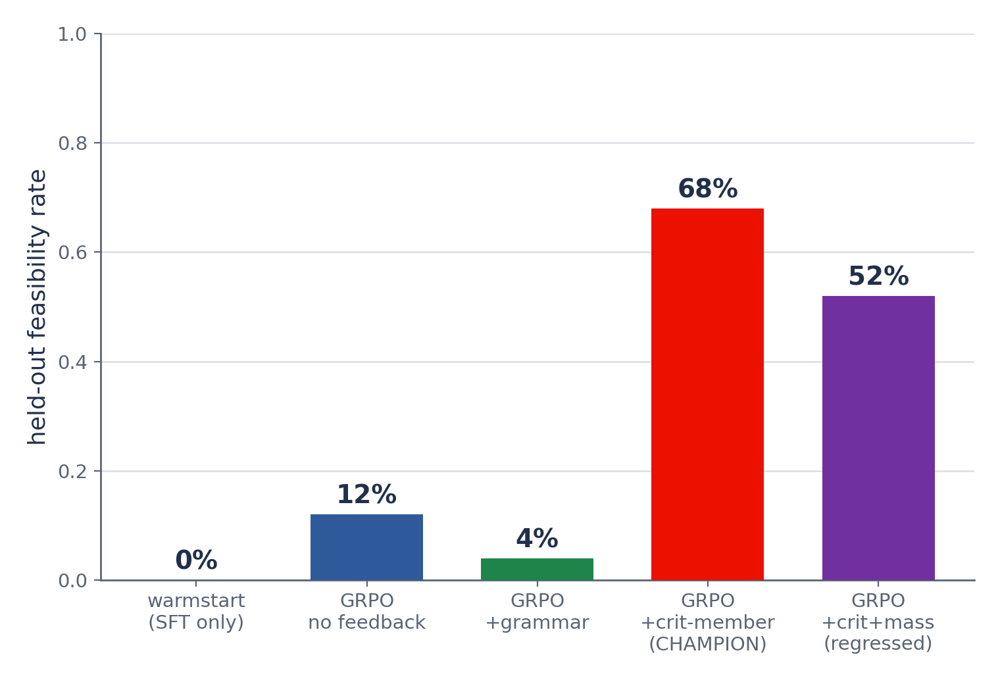 1.0
0.8
0.6
0.4
0.2
0.0
held-out feasibility rate
0%
12%
4%
68%
52%
warmstart
(SFT only)
GRPO
no feedback
GRPO
+grammar
GRPO
+crit-member
(CHAMPION)
GRPO
+crit+mass
(regressed)